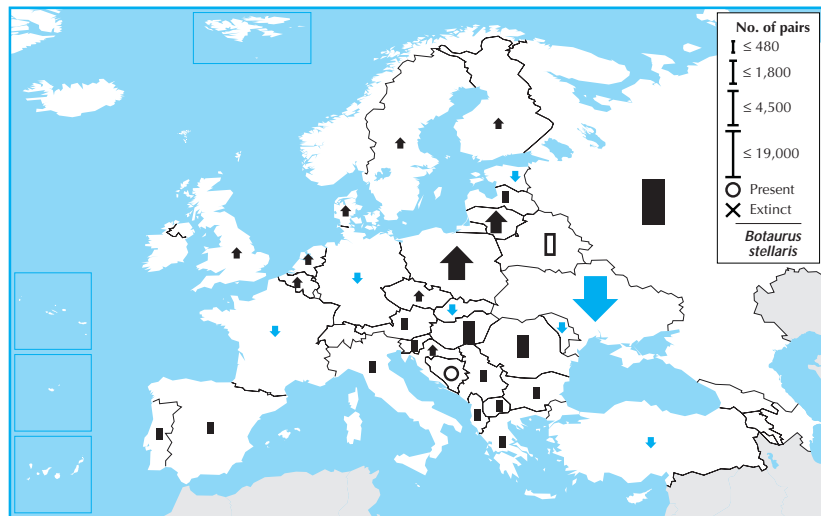 No. of pairs
≤ 480
≤ 1,800
≤ 4,500
≤ 19,000
Present
Extinct
Botaurus
stellaris